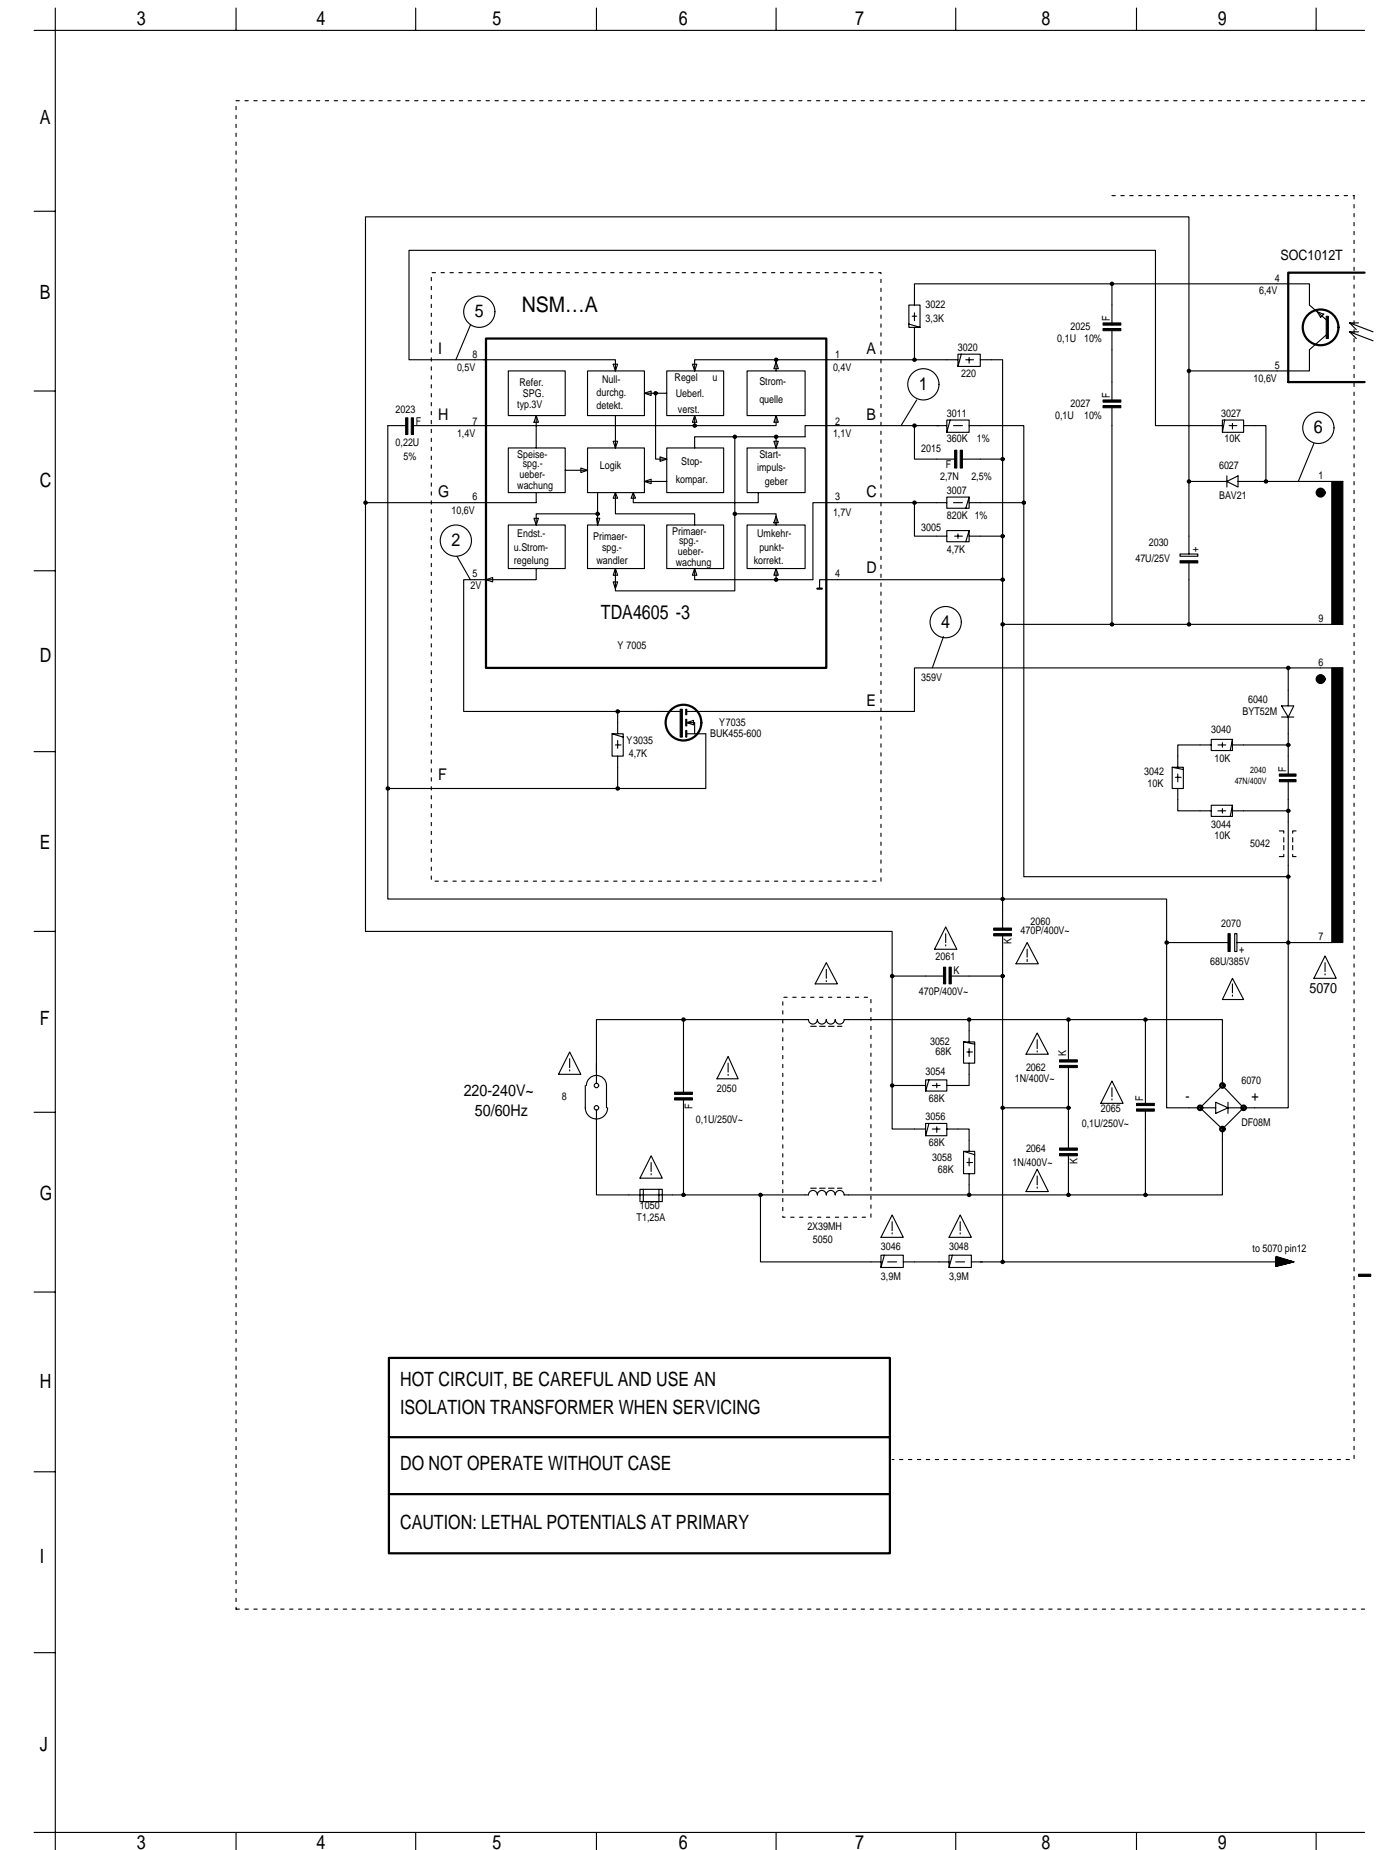 3 4 5 6 7 8 9
A
SOC1012T
B
NSM...A
5
4
6,4V
3022
3,3K
2025
0,1U 10%
I
8
0,5V
1
0,4V
A
3020
220
5
10,6V
Refer.
SPG.
typ.3V
Null-
durchg.
detekt.
Regel u
Ueberl.
verst.
Strom-
quelle
1
2027
0,1U 10%
2023
F
0,22U
5%
H
7
1,4V
2
1,1V
B
3011
360K 1%
3027
10K
6
2015
F
2,7N 2,5%
C
Speise-
spg.-
ueber-
wachung
Logik
Stop-
kompar.
Start-
impuls-
geber
6027
BAV21
1
G
6
10,6V
3
1,7V
C
3007
820K 1%
3005
4,7K
2
Endst.-
u.Strom-
regelung
Primaer-
spg.-
wandler
Primaer-
spg.-
ueber-
wachung
Umkehr-
punkt-
korrekt.
2030
47U/25V
+
5
2V
4
D
TDA4605 -3
Y 7005
4
9
D
359V
6
E
Y7035
BUK455-600
Y3035
4,7K
6040
BYT52M
3040
10K
F
3042
10K
2040
47N/400V
F
3044
10K
E
5042
2060
470P/400V~
K
2070
68U/385V
+
7
5070
2061
K
470P/400V~
F
220-240V~
50/60Hz
8
2050
F
0,1U/250V~
3052
68K
3054
68K
3056
68K
3058
68K
2062
1N/400V~
K
2064
1N/400V~
K
2065
0,1U/250V~
F
6070
- +
DF08M
G
1050
T1,25A
2X39MH
5050
3046
3,9M
3048
3,9M
to 5070 pin12
H
HOT CIRCUIT, BE CAREFUL AND USE AN
ISOLATION TRANSFORMER WHEN SERVICING
DO NOT OPERATE WITHOUT CASE
CAUTION: LETHAL POTENTIALS AT PRIMARY
I
J
3 4 5 6 7 8 9